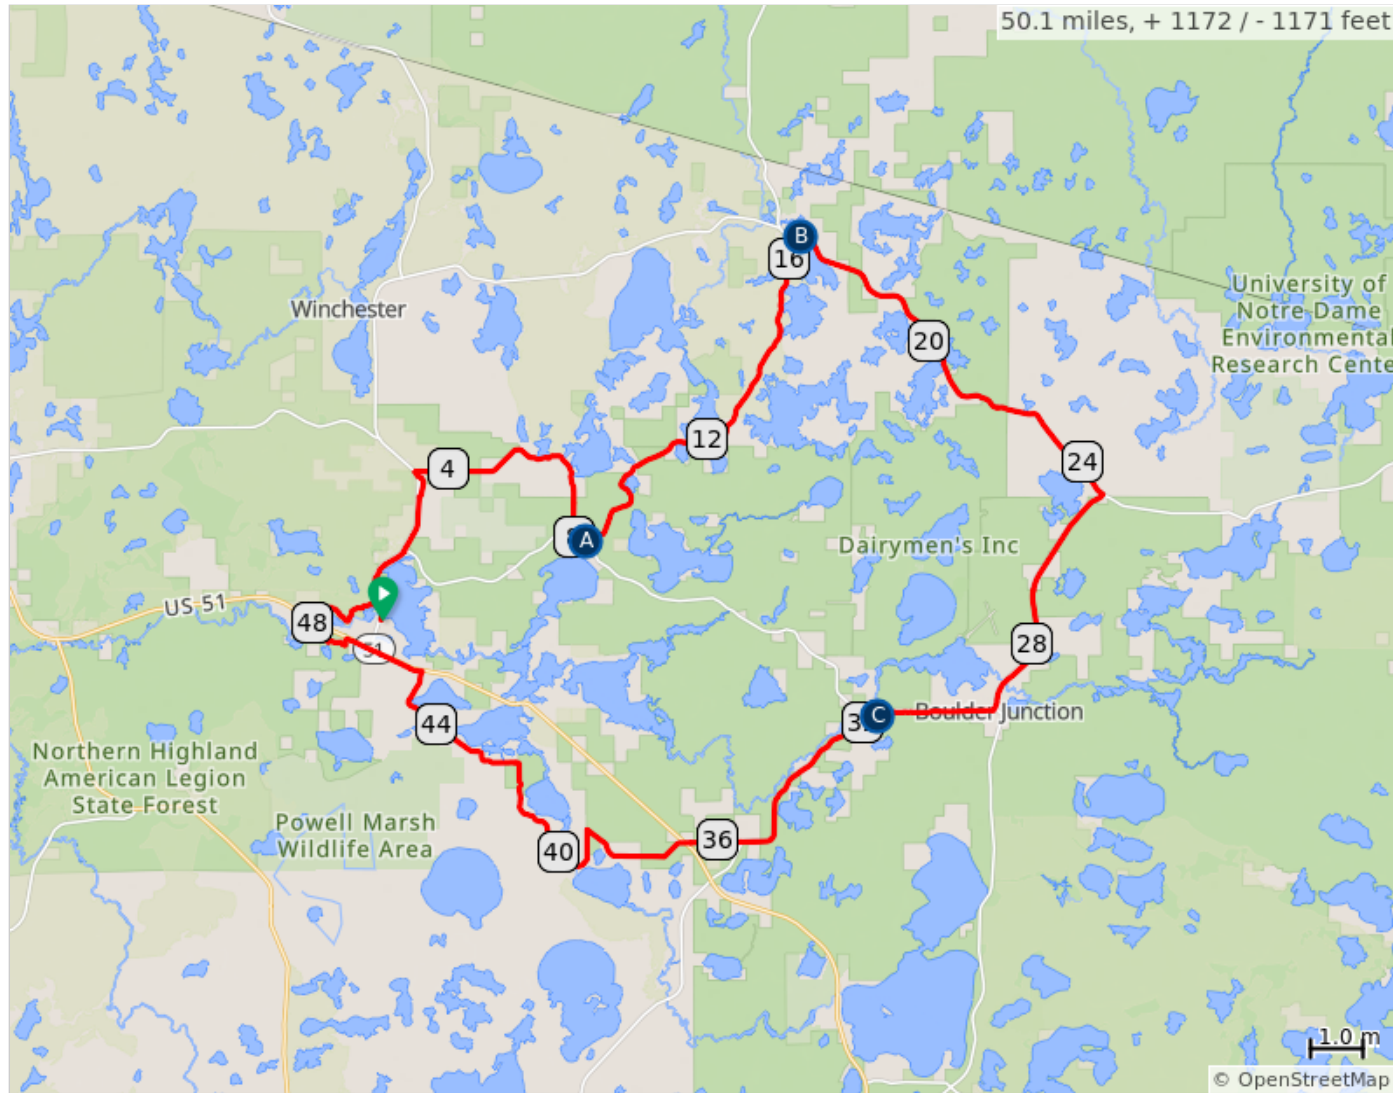 50.1 miles, + 1172 / - 1171 feet
B
16
University of
Notre Dame
Environmental
Winchester
20
12
24
4
A
Dairymen's Inc
US 51
48
51
28
C
Boulder Junction
44
Northern Highland
American Legion
State Forest
Powell Marsh
Wildlife Area
36
40
1.0 m
© OpenStreetMap
Research Cente